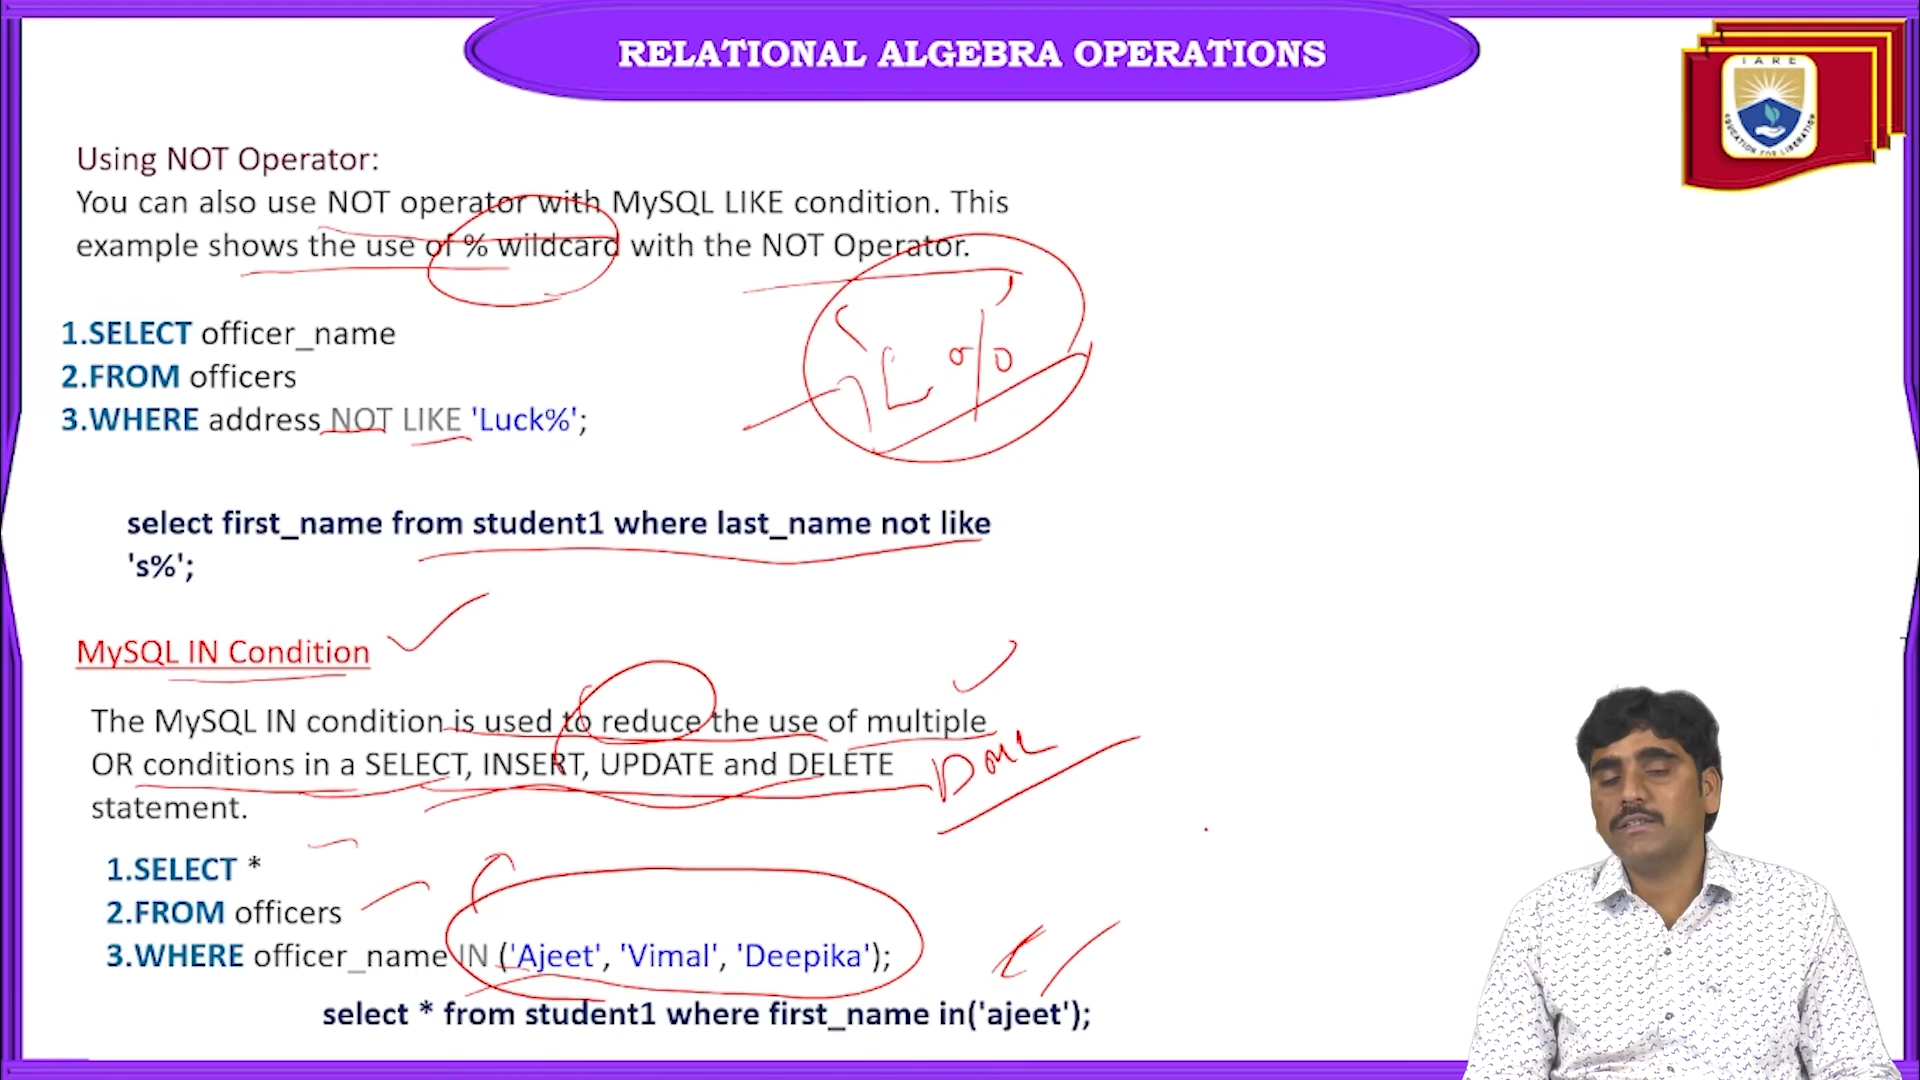 RELATIONAL ALGEBRA OPERATIONS
IARE
EDUCATION FOR LIBERATION
Using NOT Operator:
You can also use NOT operator with MySQL LIKE condition. This
example shows the use of % wildcard with the NOT Operator.
L%
1.SELECT officer_name
2.FROM officers
3.WHERE address NOT LIKE 'Luck%';
select first_name from student1 where last_name not like
's%';
MySQL IN Condition
The MySQL IN condition is used to reduce the use of multiple
OR conditions in a SELECT, INSERT, UPDATE and DELETE
statement.
1.SELECT *
2.FROM officers
3.WHERE officer_name IN ('Ajeet', 'Vimal', 'Deepika');
select * from student1 where first_name in('ajeet');